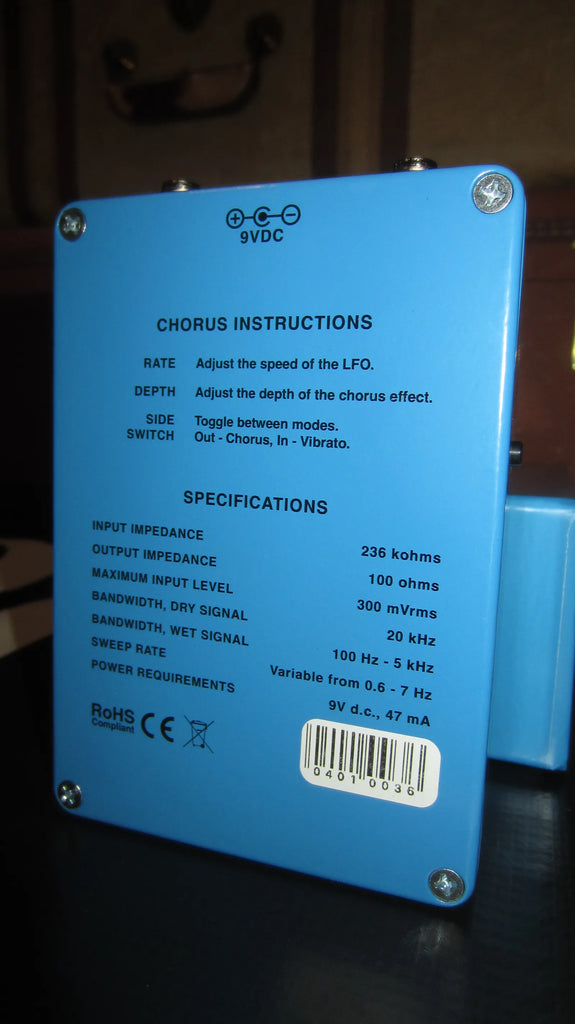 9VDC
CHORUS INSTRUCTIONS
RATE Adjust the speed of the LFO.
DEPTH Adjust the depth of the chorus effect.
SIDE Toggle between modes.
SWITCH Out - Chorus, In - Vibrato.
SPECIFICATIONS
INPUT IMPEDANCE 236 kohms
OUTPUT IMPEDANCE 100 ohms
MAXIMUM INPUT LEVEL 300 mVrms
BANDWIDTH, DRY SIGNAL 20 kHz
BANDWIDTH, WET SIGNAL 100 Hz - 5 kHz
SWEEP RATE Variable from 0.6 - 7 Hz
POWER REQUIREMENTS 9V d.c., 47 mA
RoHS CE
Compliant
0401 0036